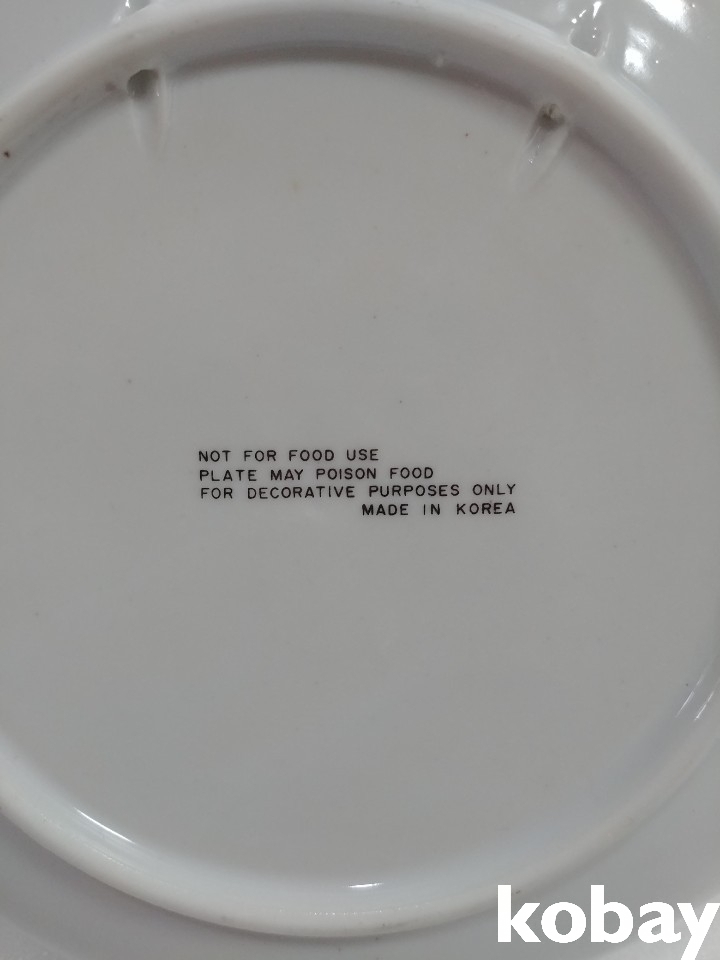 NOT FOR FOOD USE
PLATE MAY POISON FOOD
FOR DECORATIVE PURPOSES ONLY
MADE IN KOREA
kobay